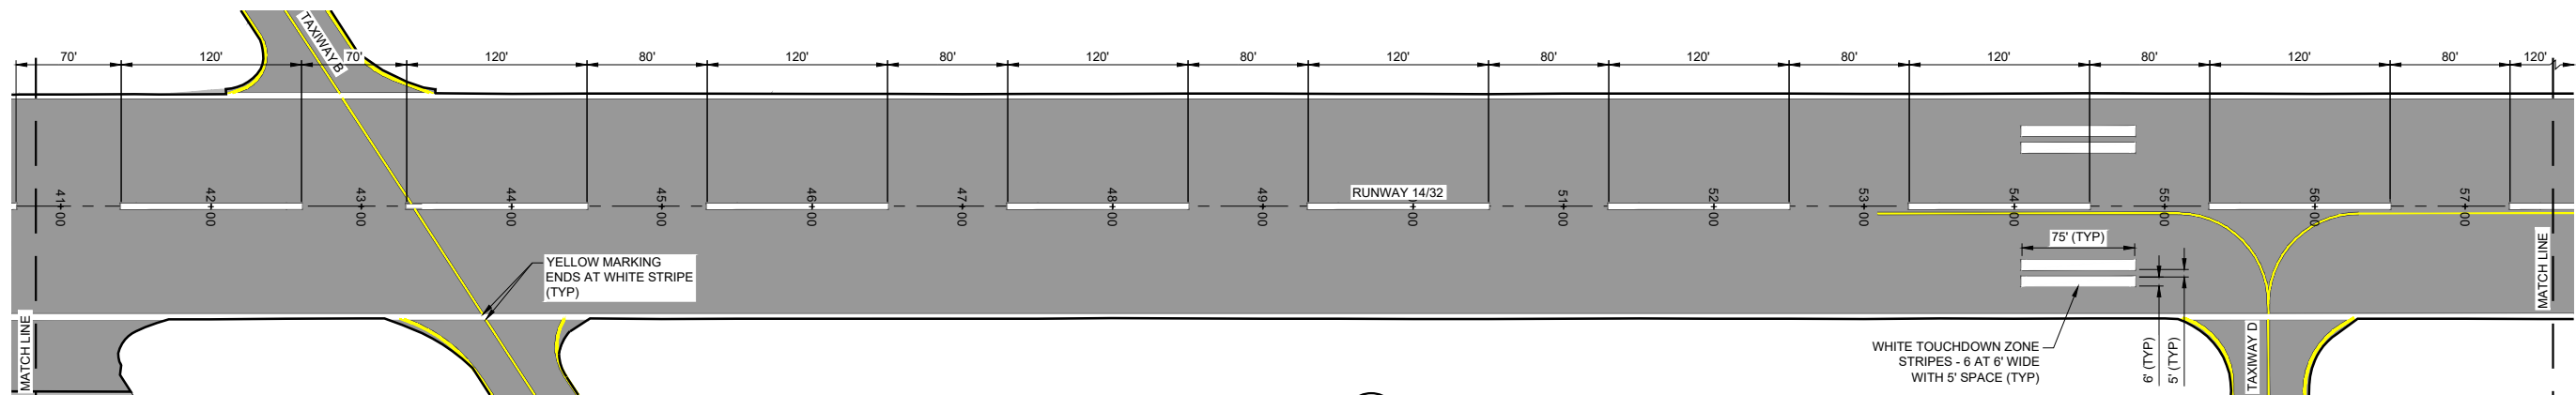 70'
120'
70'
120'
80'
120'
80'
120'
80'
120'
80'
120'
80'
120'
80'
120'
80'
120'
TAXIWAY B
RUNWAY 14/32
41+00
42+00
43+00
44+00
45+00
46+00
47+00
48+00
49+00
51+00
52+00
53+00
54+00
55+00
56+00
57+00
YELLOW MARKING
ENDS AT WHITE STRIPE
(TYP)
75' (TYP)
WHITE TOUCHDOWN ZONE
STRIPES - 6 AT 6' WIDE
WITH 5' SPACE (TYP)
6' (TYP)
5' (TYP)
TAXIWAY D
MATCH LINE
MATCH LINE